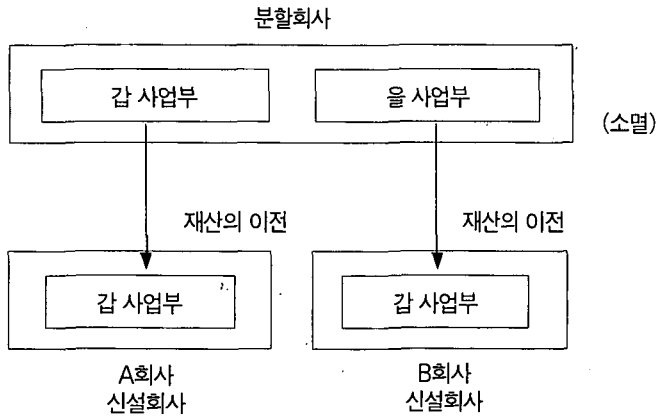 분할회사
갑 사업부
을 사업부
(소멸)
재산의 이전
재산의 이전
갑 사업부
갑 사업부
A회사
신설회사
B회사
신설회사